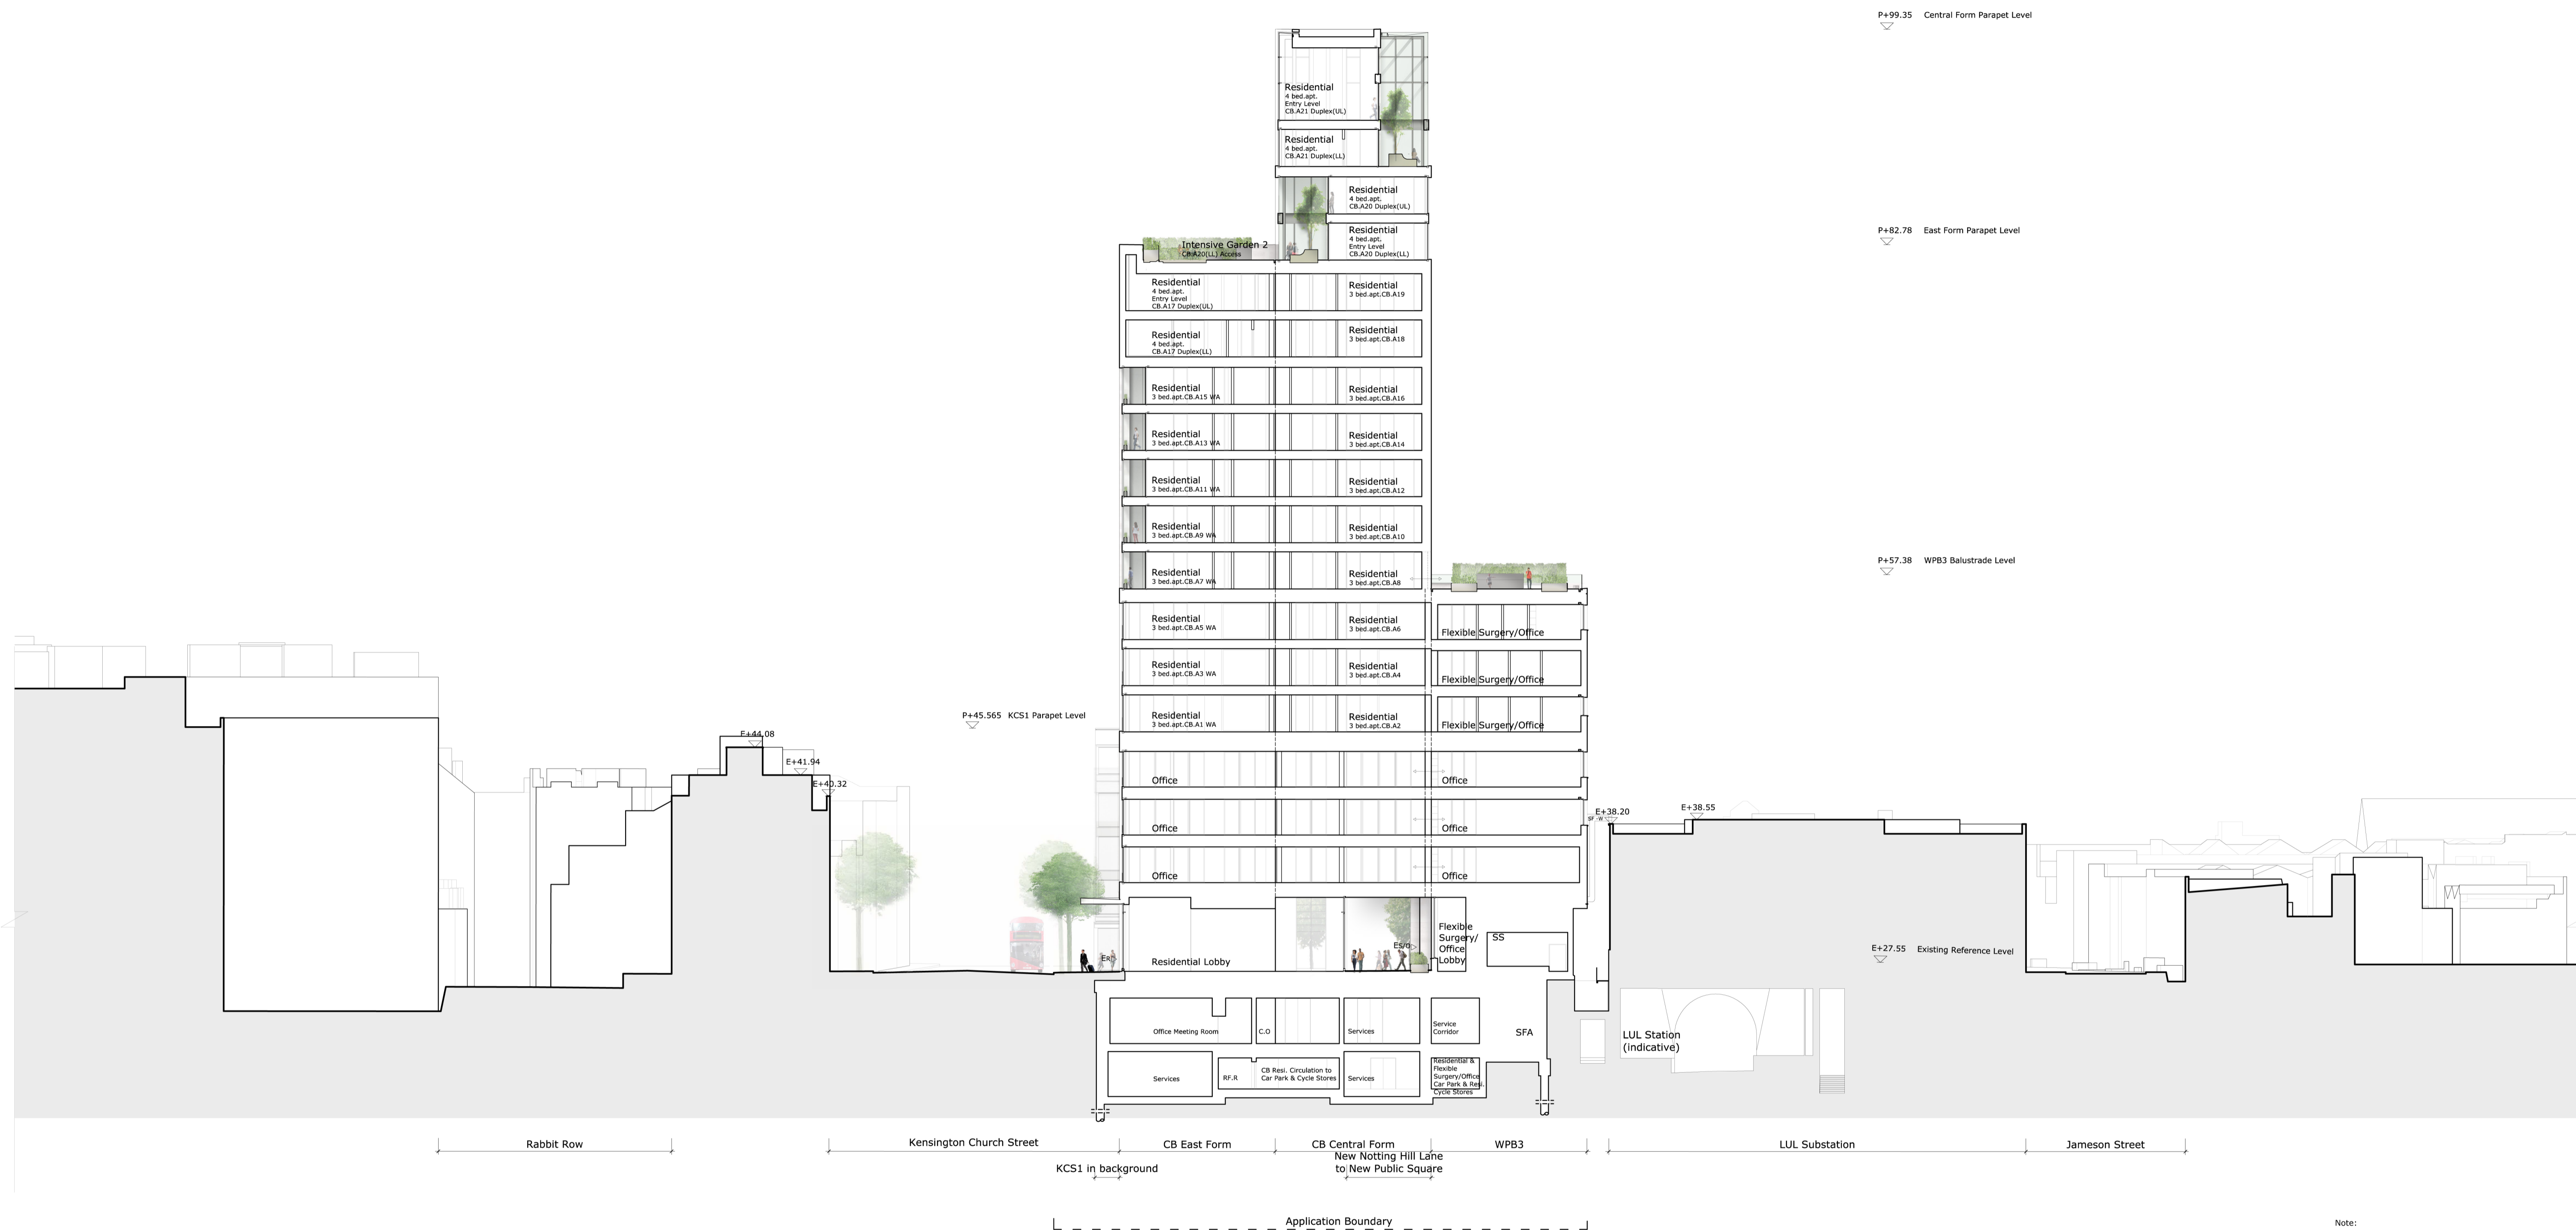 P+99.35 Central Form Parapet Level
Residential
4 bed.apt.
Entry Level
CB.A21 Duplex(UL)
Residential
4 bed.apt.
CB.A21 Duplex(LL)
Residential
4 bed.apt.
CB.A20 Duplex(UL)
P+82.78 East Form Parapet Level
Residential
4 bed.apt.
Entry Level
CB.A20 Duplex(LL)
Intensive Garden 2
CB.A20(LL) Access
Residential
4 bed.apt.
Entry Level
CB.A17 Duplex(UL)
Residential
3 bed.apt.CB.A19
Residential
4 bed.apt.
CB.A17 Duplex(LL)
Residential
3 bed.apt.CB.A18
Residential
3 bed.apt.CB.A15 WA
Residential
3 bed.apt.CB.A16
Residential
3 bed.apt.CB.A13 WA
Residential
3 bed.apt.CB.A14
Residential
3 bed.apt.CB.A11 WA
Residential
3 bed.apt.CB.A12
Residential
3 bed.apt.CB.A9 WA
Residential
3 bed.apt.CB.A10
P+57.38 WPB3 Balustrade Level
Residential
3 bed.apt.CB.A7 WA
Residential
3 bed.apt.CB.A8
Residential
3 bed.apt.CB.A5 WA
Residential
3 bed.apt.CB.A6
Flexible Surgery/Office
Residential
3 bed.apt.CB.A3 WA
Residential
3 bed.apt.CB.A4
Flexible Surgery/Office
P+45.565 KCS1 Parapet Level
Residential
3 bed.apt.CB.A1 WA
Residential
3 bed.apt.CB.A2
Flexible Surgery/Office
E+44.08
E+41.94
E+40.32
Office
Office
E+38.20
E+38.55
Office
Office
Office
Office
Flexible
Surgery/
Office
Lobby
SS
Es/o
ER
Residential Lobby
E+27.55 Existing Reference Level
Office Meeting Room
C.O
Services
Service
Corridor
SFA
LUL Station
(indicative)
Services
RF.R
CB Resi. Circulation to
Car Park & Cycle Stores
Services
Residential &
Flexible
Surgery/Office
Car Park & Resi.
Cycle Stores
Rabbit Row
Kensington Church Street
CB East Form
CB Central Form
WPB3
LUL Substation
Jameson Street
KCS1 in background
New Notting Hill Lane
to New Public Square
Application Boundary
Note: